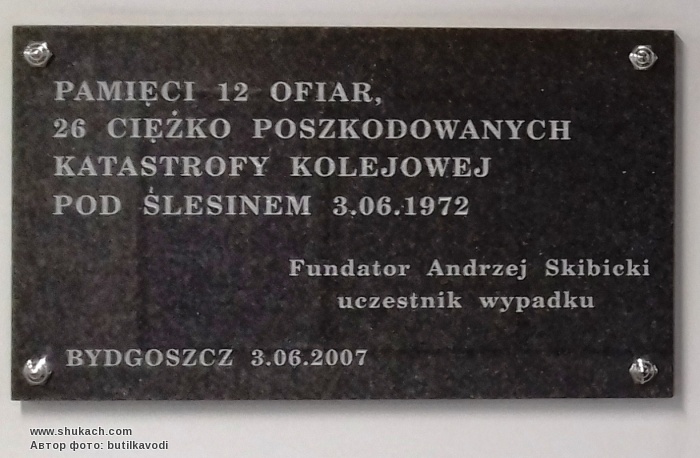 PAMIĘCI 12 OFIAR,
26 CIĘŻKO POSZKODOWANYCH
KATASTROFY KOLEJOWEJ
POD ŚLESINEM 3.06.1972
Fundator Andrzej Skibicki
uczestnik wypadku
BYDGOSZCZ 3.06.2007
www.shukach.com
Автор фото: butilkavodi